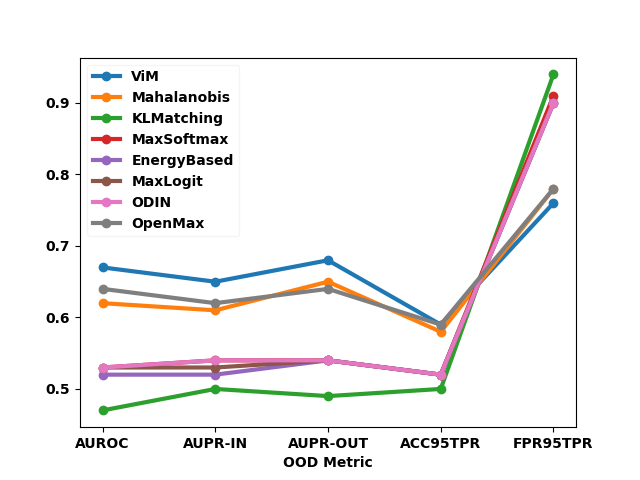 ViM
Mahalanobis
KLMatching
MaxSoftmax
EnergyBased
MaxLogit
ODIN
OpenMax
0.9
0.8
0.7
0.6
0.5
AUROC AUPR-IN AUPR-OUT ACC95TPR FPR95TPR
OOD Metric